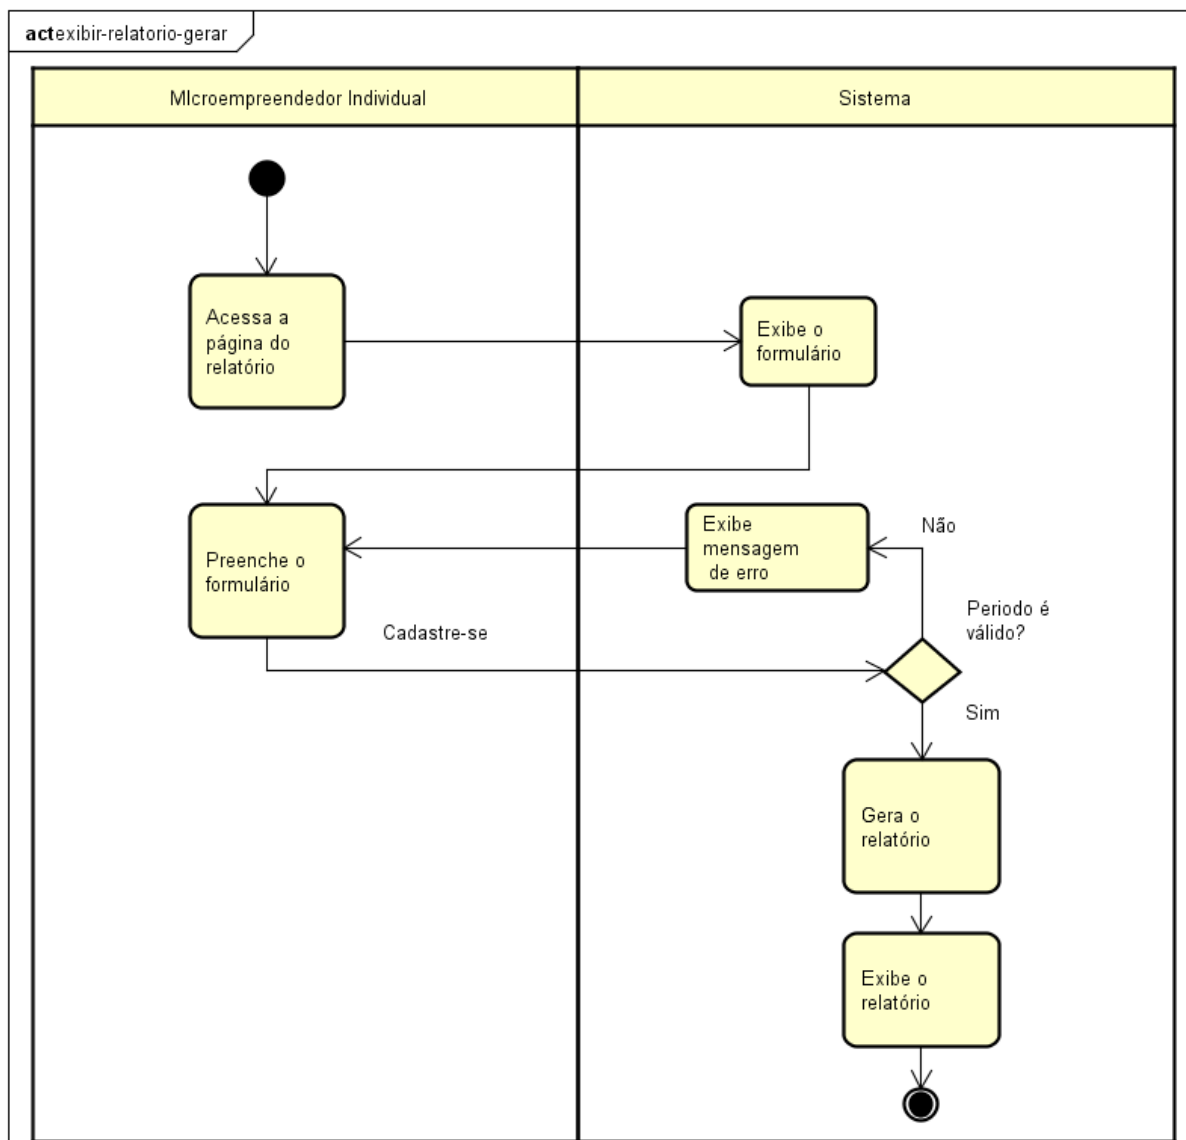 actexibir-relatorio-gerar
MIcroempreendedor Individual
Sistema
Acessa a
página do
relatório
Exibe o
formulário
Preenche o
formulário
Exibe
mensagem
de erro
Não
Periodo é
válido?
Cadastre-se
Sim
Gera o
relatório
Exibe o
relatório